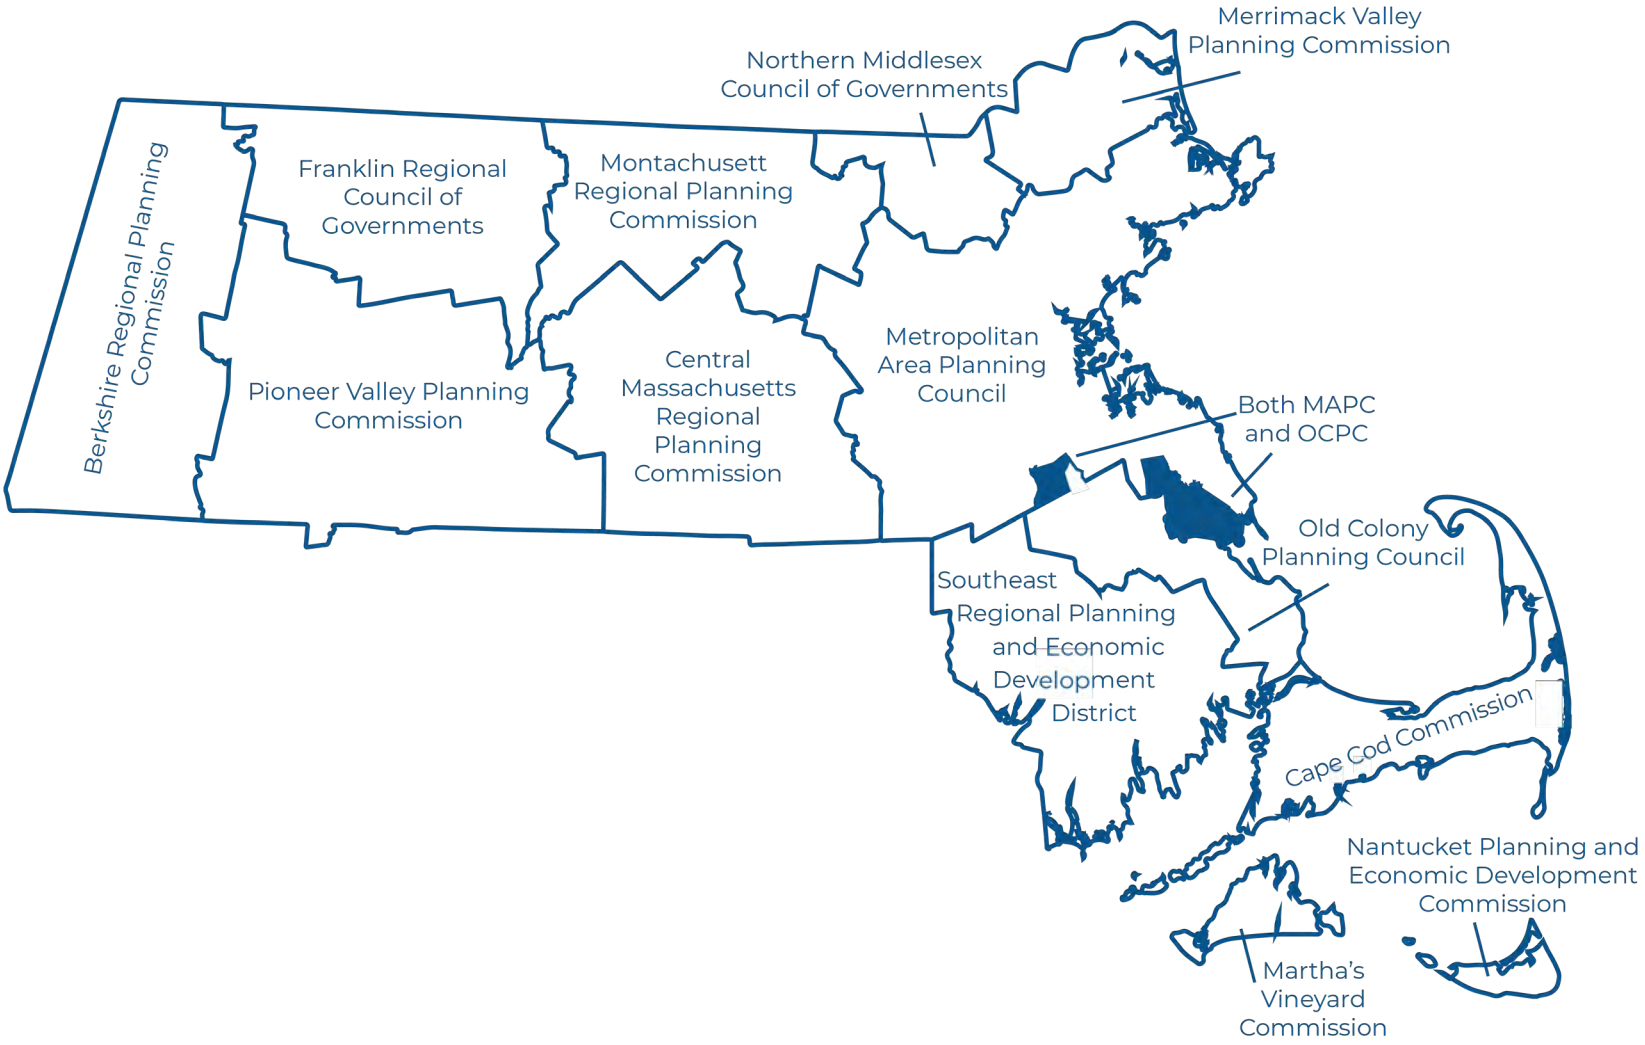 Merrimack Valley
Planning Commission
Northern Middlesex
Council of Governments
Berkshire Regional Planning
Commission
Franklin Regional
Council of
Governments
Montachusett
Regional Planning
Commission
Pioneer Valley Planning
Commission
Central
Massachusetts
Regional
Planning
Commission
Metropolitan
Area Planning
Council
Both MAPC
and OCPC
Old Colony
Planning Council
Southeast
Regional Planning
and Economic
Development
District
Cape Cod Commission
Nantucket Planning and
Economic Development
Commission
Martha’s
Vineyard
Commission